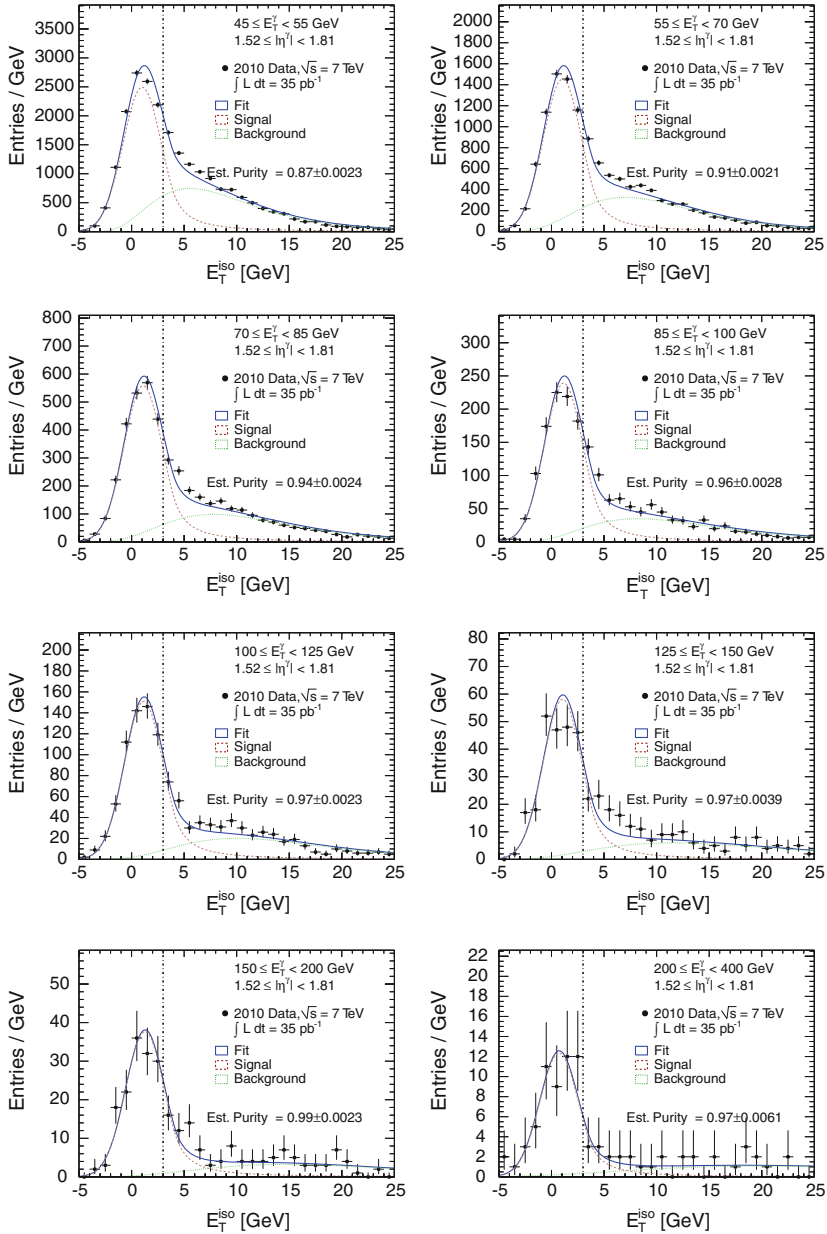 45 ≤ E_T^γ < 55 GeV
1.52 ≤ |η^γ| < 1.81
2010 Data, √s = 7 TeV
∫ L dt = 35 pb⁻¹
Fit
Signal
Background
Est. Purity = 0.87±0.0023
Entries / GeV
0 500 1000 1500 2000 2500 3000 3500
-5 0 5 10 15 20 25
E_T^iso [GeV]
55 ≤ E_T^γ < 70 GeV
1.52 ≤ |η^γ| < 1.81
2010 Data, √s = 7 TeV
∫ L dt = 35 pb⁻¹
Fit
Signal
Background
Est. Purity = 0.91±0.0021
Entries / GeV
0 200 400 600 800 1000 1200 1400 1600 1800 2000
-5 0 5 10 15 20 25
E_T^iso [GeV]
70 ≤ E_T^γ < 85 GeV
1.52 ≤ |η^γ| < 1.81
2010 Data, √s = 7 TeV
∫ L dt = 35 pb⁻¹
Fit
Signal
Background
Est. Purity = 0.94±0.0024
Entries / GeV
0 100 200 300 400 500 600 700 800
-5 0 5 10 15 20 25
E_T^iso [GeV]
85 ≤ E_T^γ < 100 GeV
1.52 ≤ |η^γ| < 1.81
2010 Data, √s = 7 TeV
∫ L dt = 35 pb⁻¹
Fit
Signal
Background
Est. Purity = 0.96±0.0028
Entries / GeV
0 50 100 150 200 250 300
-5 0 5 10 15 20 25
E_T^iso [GeV]
100 ≤ E_T^γ < 125 GeV
1.52 ≤ |η^γ| < 1.81
2010 Data, √s = 7 TeV
∫ L dt = 35 pb⁻¹
Fit
Signal
Background
Est. Purity = 0.97±0.0023
Entries / GeV
0 20 40 60 80 100 120 140 160 180 200
-5 0 5 10 15 20 25
E_T^iso [GeV]
125 ≤ E_T^γ < 150 GeV
1.52 ≤ |η^γ| < 1.81
2010 Data, √s = 7 TeV
∫ L dt = 35 pb⁻¹
Fit
Signal
Background
Est. Purity = 0.97±0.0039
Entries / GeV
0 10 20 30 40 50 60 70 80
-5 0 5 10 15 20 25
E_T^iso [GeV]
150 ≤ E_T^γ < 200 GeV
1.52 ≤ |η^γ| < 1.81
2010 Data, √s = 7 TeV
∫ L dt = 35 pb⁻¹
Fit
Signal
Background
Est. Purity = 0.99±0.0023
Entries / GeV
0 10 20 30 40 50
-5 0 5 10 15 20 25
E_T^iso [GeV]
200 ≤ E_T^γ < 400 GeV
1.52 ≤ |η^γ| < 1.81
2010 Data, √s = 7 TeV
∫ L dt = 35 pb⁻¹
Fit
Signal
Background
Est. Purity = 0.97±0.0061
Entries / GeV
0 2 4 6 8 10 12 14 16 18 20 22
-5 0 5 10 15 20 25
E_T^iso [GeV]